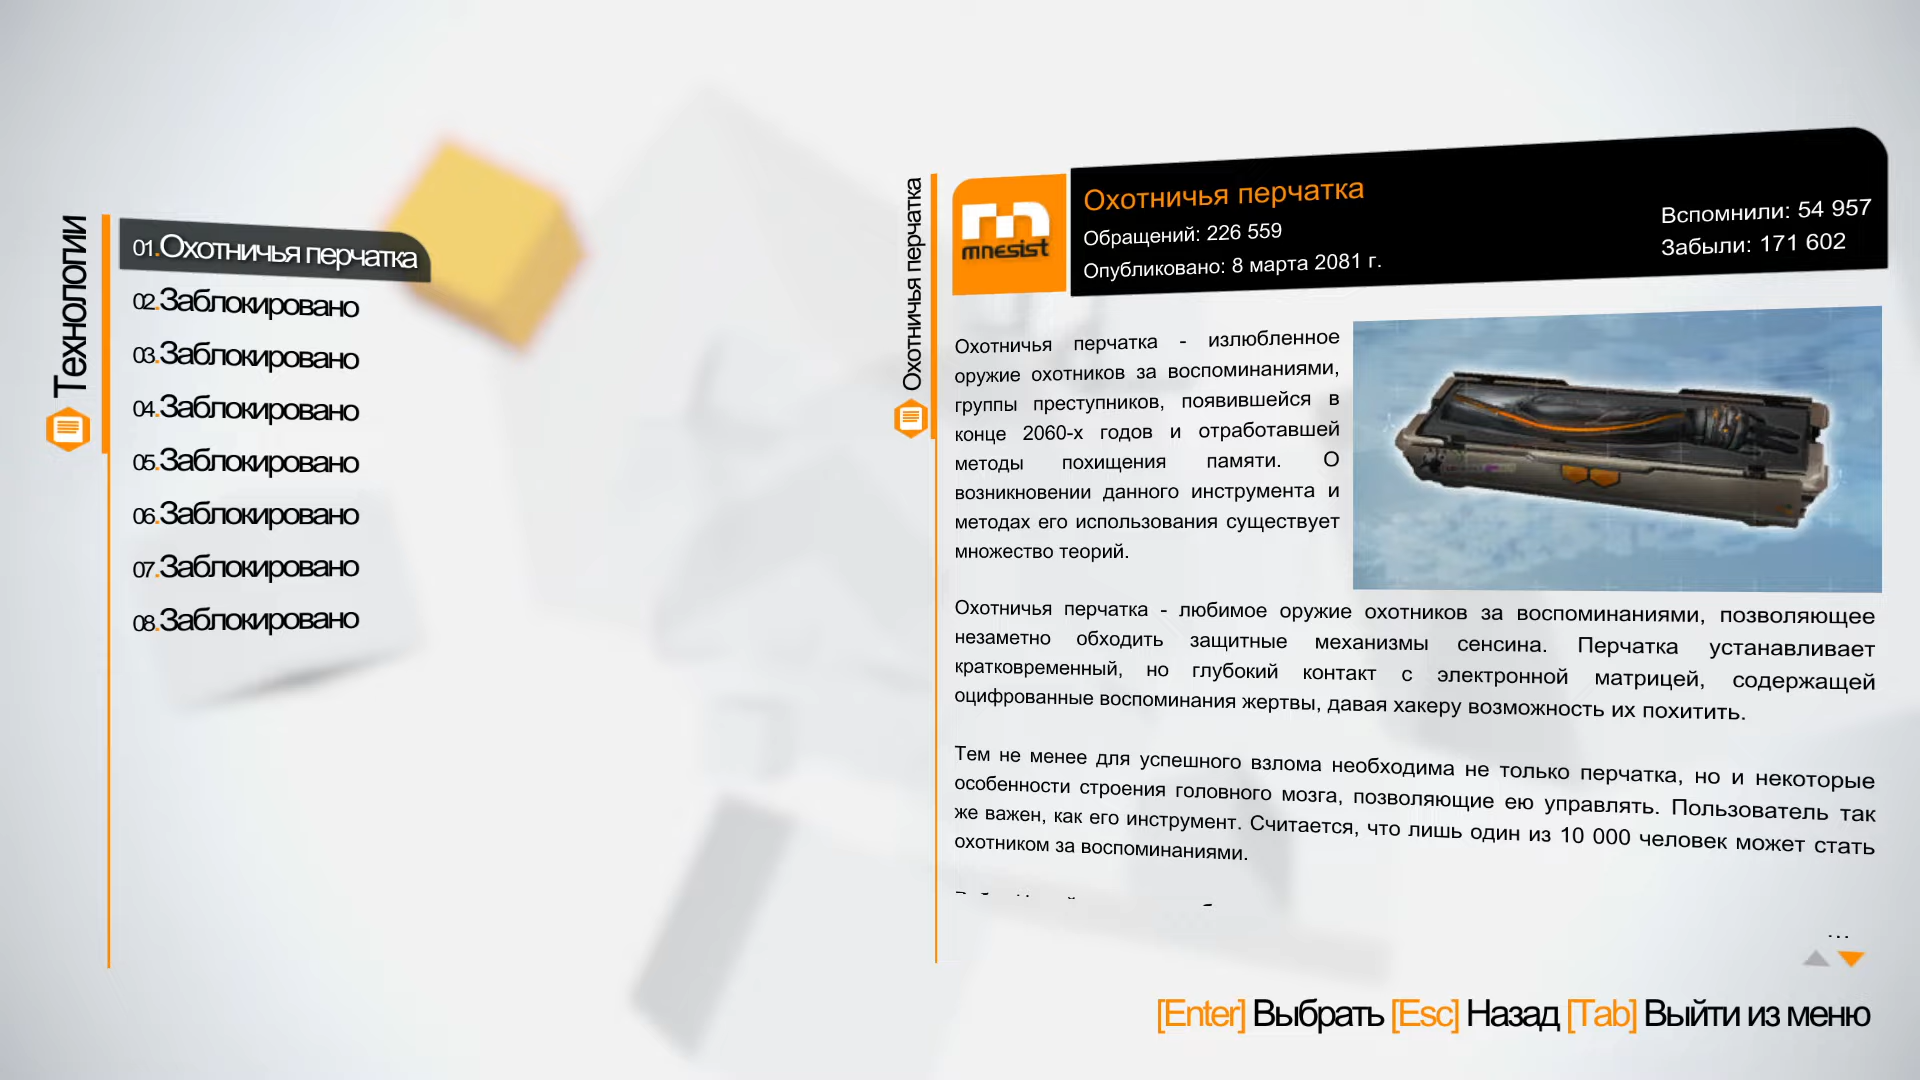 Технологии
01.Охотничья перчатка
02.Заблокировано
03.Заблокировано
04.Заблокировано
05.Заблокировано
06.Заблокировано
07.Заблокировано
08.Заблокировано
Охотничья перчатка
mnesist
Охотничья перчатка
Обращений: 226 559
Опубликовано: 8 марта 2081 г.
Вспомнили: 54 957
Забыли: 171 602
Охотничья перчатка - излюбленное
оружие охотников за воспоминаниями,
группы преступников, появившейся в
конце 2060-х годов и отработавшей
методы похищения памяти. О
возникновении данного инструмента и
методах его использования существует
множество теорий.
Охотничья перчатка - любимое оружие охотников за воспоминаниями, позволяющее
незаметно обходить защитные механизмы сенсина. Перчатка устанавливает
кратковременный, но глубокий контакт с электронной матрицей, содержащей
оцифрованные воспоминания жертвы, давая хакеру возможность их похитить.
Тем не менее для успешного взлома необходима не только перчатка, но и некоторые
особенности строения головного мозга, позволяющие ею управлять. Пользователь так
же важен, как его инструмент. Считается, что лишь один из 10 000 человек может стать
охотником за воспоминаниями.
...
[Enter] Выбрать [Esc] Назад [Tab] Выйти из меню